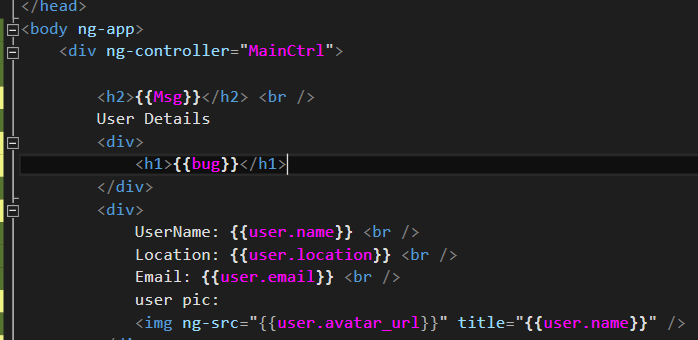 </head>
<body ng-app>
<div ng-controller="MainCtrl">
<h2>{{Msg}}</h2> <br />
User Details
<div>
<h1>{{bug}}</h1>
</div>
<div>
UserName: {{user.name}} <br />
Location: {{user.location}} <br />
Email: {{user.email}} <br />
user pic:
<img ng-src="{{user.avatar_url}}" title="{{user.name}}" />